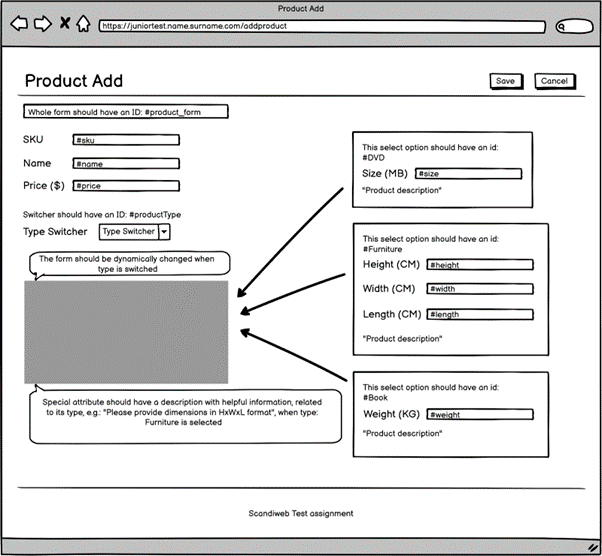 Product Add
https://juniortest.name.surname.com/addproduct
Product Add
Save
Cancel
Whole form should have an ID: #product_form
SKU
#sku
Name
#name
Price ($)
#price
Switcher should have an ID: #productType
Type Switcher
Type Switcher
The form should be dynamically changed when
type is switched
Special attribute should have a description with helpful information, related
to its type, e.g.: "Please provide dimensions in HxWxL format", when type:
Furniture is selected
This select option should have an id:
#DVD
Size (MB)
#size
"Product description"
This select option should have an id:
#Furniture
Height (CM)
#height
Width (CM)
#width
Length (CM)
#length
"Product description"
This select option should have an id:
#Book
Weight (KG)
#weight
"Product description"
Scandiweb Test assignment